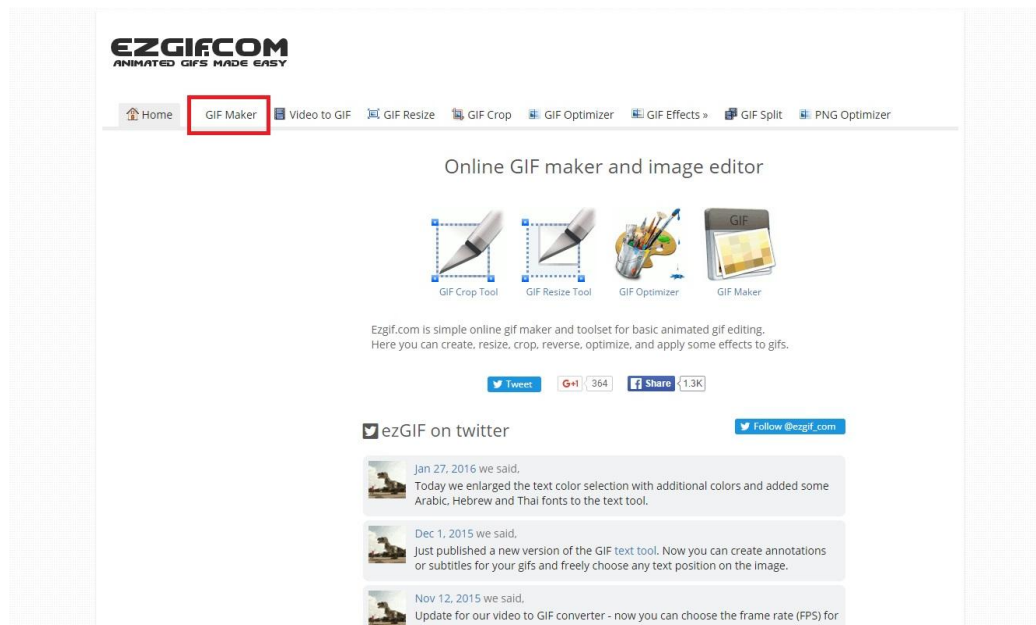 EZGIF.COM
ANIMATED GIFS MADE EASY
Home GIF Maker Video to GIF GIF Resize GIF Crop GIF Optimizer GIF Effects » GIF Split PNG Optimizer
Online GIF maker and image editor
GIF
GIF Crop Tool GIF Resize Tool GIF Optimizer GIF Maker
Ezgif.com is simple online gif maker and toolset for basic animated gif editing.
Here you can create, resize, crop, reverse, optimize, and apply some effects to gifs.
Tweet G+1 364 Share 1.3K
ezGIF on twitter Follow @ezgif_com
Jan 27, 2016 we said,
Today we enlarged the text color selection with additional colors and added some
Arabic, Hebrew and Thai fonts to the text tool.
Dec 1, 2015 we said,
Just published a new version of the GIF text tool. Now you can create annotations
or subtitles for your gifs and freely choose any text position on the image.
Nov 12, 2015 we said,
Update for our video to GIF converter - now you can choose the frame rate (FPS) for